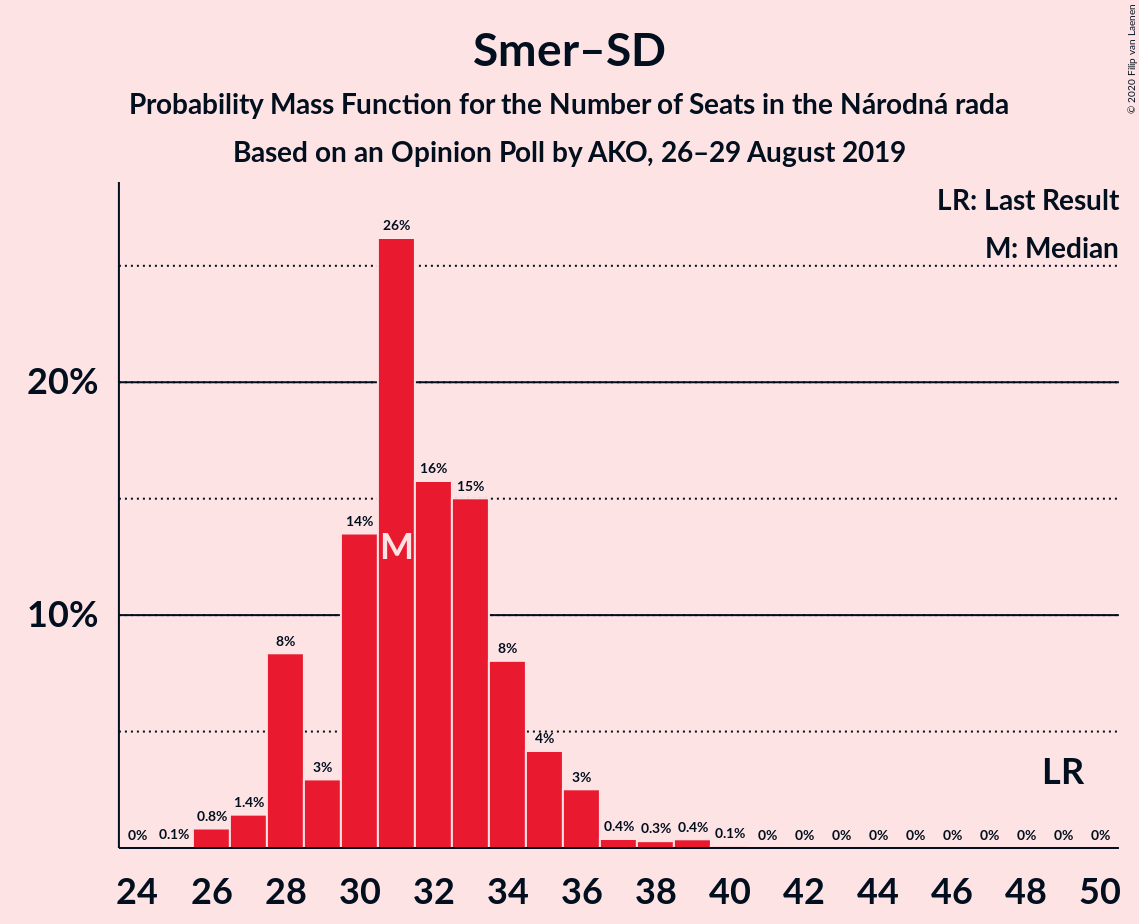 Smer–SD
Probability Mass Function for the Number of Seats in the Národná rada
Based on an Opinion Poll by AKO, 26–29 August 2019
© 2020 Filip van Laenen
LR: Last Result
M: Median
20%
10%
0% 0.1% 0.8% 1.4% 8% 3% 14% 26% 16% 15% 8% 4% 3% 0.4% 0.3% 0.4% 0.1% 0% 0% 0% 0% 0% 0% 0% 0% 0% 0%
M
LR
24 26 28 30 32 34 36 38 40 42 44 46 48 50